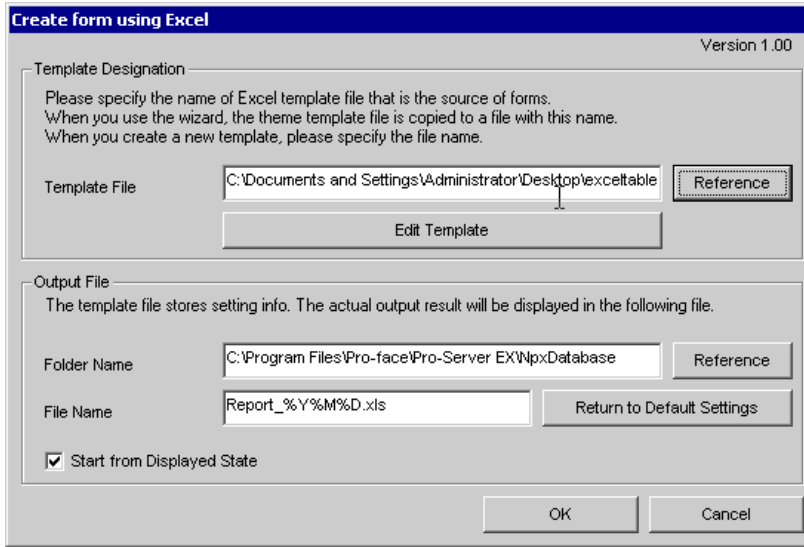 Create form using Excel
Version 1.00
Template Designation
Please specify the name of Excel template file that is the source of forms.
When you use the wizard, the theme template file is copied to a file with this name.
When you create a new template, please specify the file name.
Template File
C:\Documents and Settings\Administrator\Desktop\exceltable
Reference
Edit Template
Output File
The template file stores setting info. The actual output result will be displayed in the following file.
Folder Name
C:\Program Files\Pro-face\Pro-Server EX\NpxDatabase
Reference
File Name
Report_%Y%M%D.xls
Return to Default Settings
Start from Displayed State
OK
Cancel